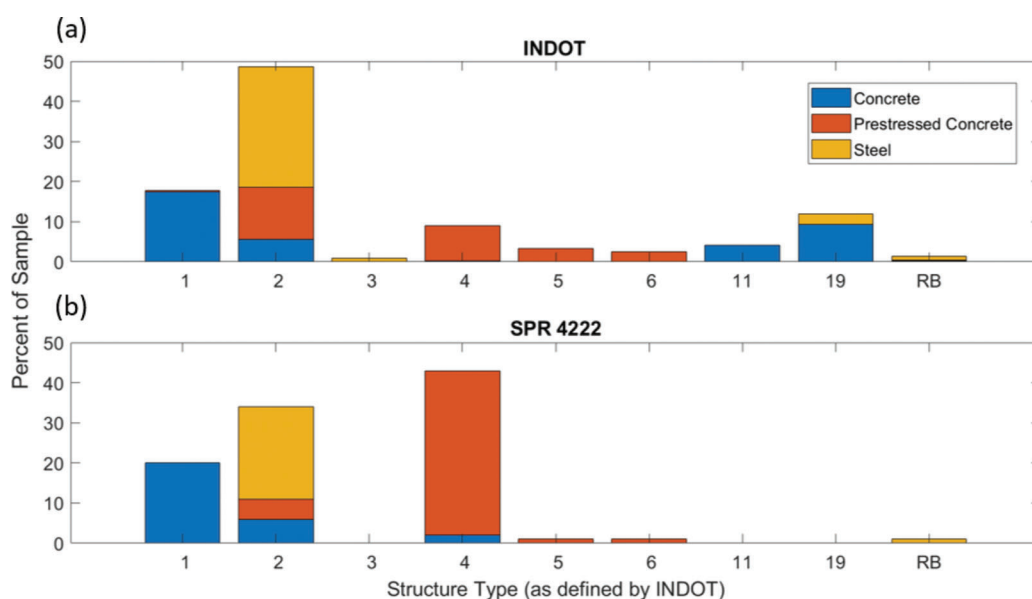 (a)
INDOT
50
40
30
20
10
0
Concrete
Prestressed Concrete
Steel
1 2 3 4 5 6 11 19 RB
Percent of Sample
(b)
SPR 4222
50
40
30
20
10
0
1 2 3 4 5 6 11 19 RB
Structure Type (as defined by INDOT)